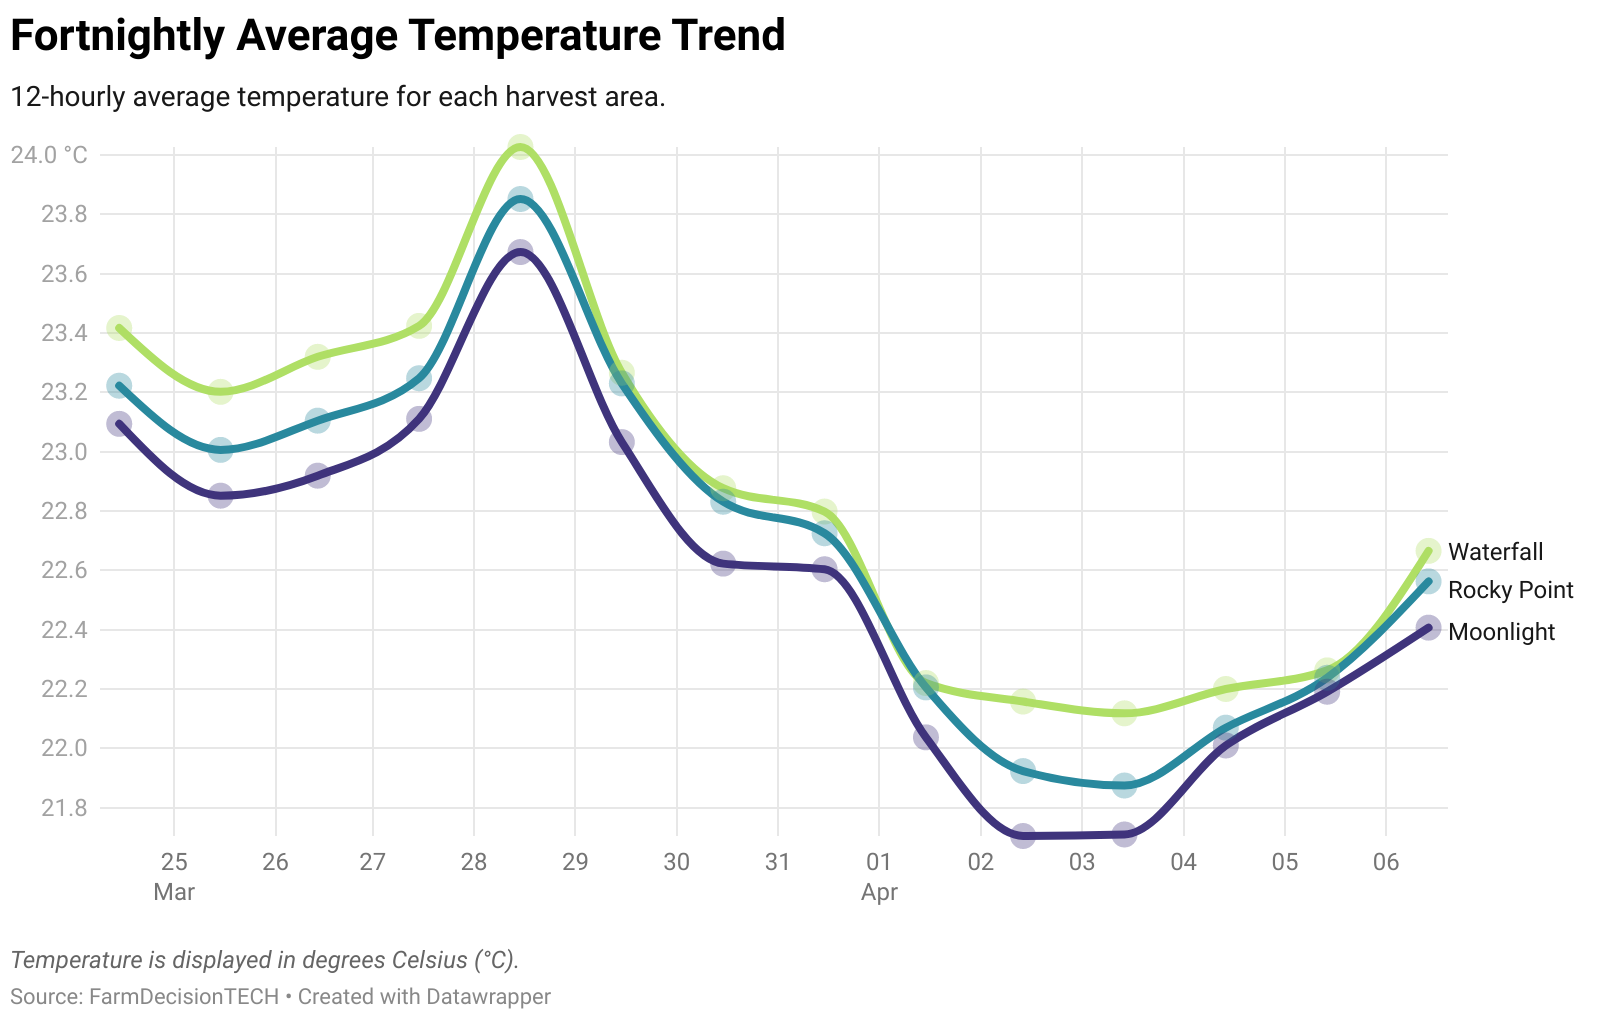 Fortnightly Average Temperature Trend
12-hourly average temperature for each harvest area.
24.0 °C
23.8
23.6
23.4
23.2
23.0
22.8
22.6
22.4
22.2
22.0
21.8
Waterfall
Rocky Point
Moonlight
25 26 27 28 29 30 31 01 02 03 04 05 06
Mar Apr
Temperature is displayed in degrees Celsius (°C).
Source: FarmDecisionTECH • Created with Datawrapper